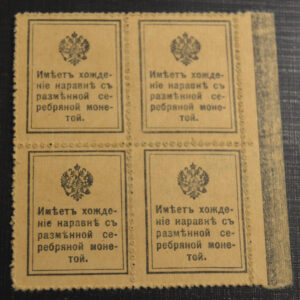 Имѣетъ хожде-
ніе наравнѣ съ
размѣнной се-
ребряной моне-
той.
Имѣетъ хожде-
ніе наравнѣ съ
размѣнной се-
ребряной моне-
той.
Имѣетъ хожде-
ніе наравнѣ съ
размѣнной се-
ребряной моне-
той.
Имѣетъ хожде-
ніе наравнѣ съ
размѣнной се-
ребряной моне-
той.